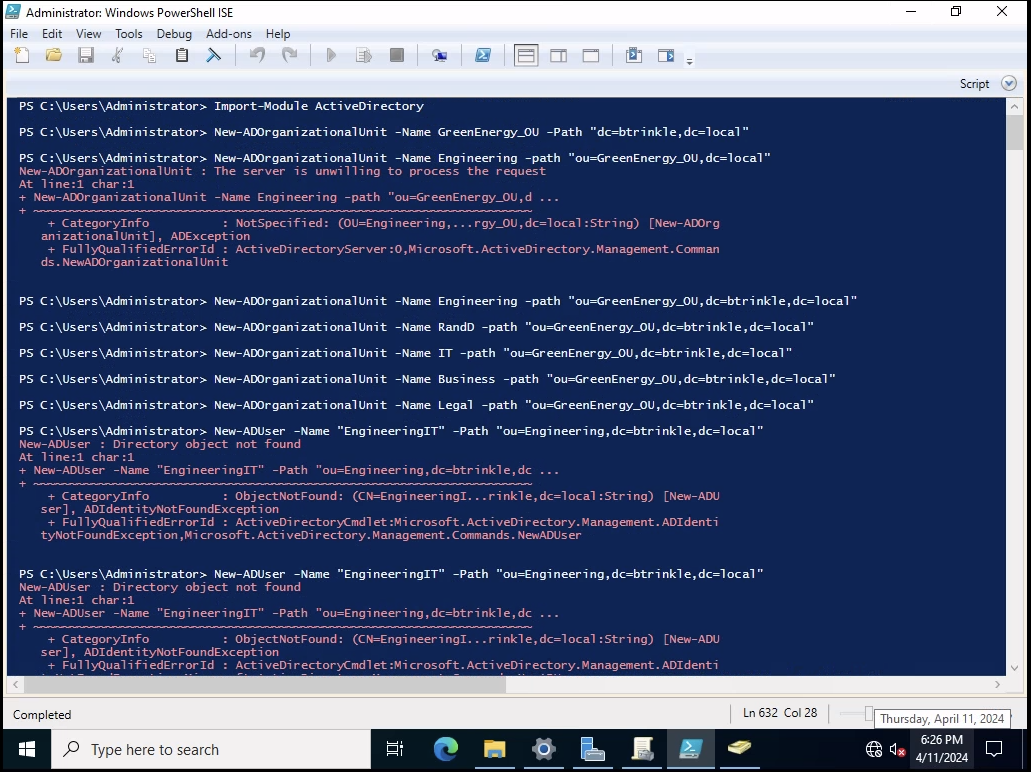 Administrator: Windows PowerShell ISE
File Edit View Tools Debug Add-ons Help
Script
PS C:\Users\Administrator> Import-Module ActiveDirectory
PS C:\Users\Administrator> New-ADOrganizationalUnit -Name GreenEnergy_OU -Path "dc=btrinkle,dc=local"
PS C:\Users\Administrator> New-ADOrganizationalUnit -Name Engineering -path "ou=GreenEnergy_OU,dc=local"
New-ADOrganizationalUnit : The server is unwilling to process the request
At line:1 char:1
+ New-ADOrganizationalUnit -Name Engineering -path "ou=GreenEnergy_OU,d ...
+ ~~~~~~~~~~~~~~~~~~~~~~~~~~~~~~~~~~~~~~~~~~~~~~~~~~~~~~~~~~~~~~~~~~~~~
+ CategoryInfo : NotSpecified: (OU=Engineering,...rgy_OU,dc=local:String) [New-ADOrg
anizationalUnit], ADException
+ FullyQualifiedErrorId : ActiveDirectoryServer:0,Microsoft.ActiveDirectory.Management.Comman
ds.NewADOrganizationalUnit
PS C:\Users\Administrator> New-ADOrganizationalUnit -Name Engineering -path "ou=GreenEnergy_OU,dc=btrinkle,dc=local"
PS C:\Users\Administrator> New-ADOrganizationalUnit -Name RandD -path "ou=GreenEnergy_OU,dc=btrinkle,dc=local"
PS C:\Users\Administrator> New-ADOrganizationalUnit -Name IT -path "ou=GreenEnergy_OU,dc=btrinkle,dc=local"
PS C:\Users\Administrator> New-ADOrganizationalUnit -Name Business -path "ou=GreenEnergy_OU,dc=btrinkle,dc=local"
PS C:\Users\Administrator> New-ADOrganizationalUnit -Name Legal -path "ou=GreenEnergy_OU,dc=btrinkle,dc=local"
PS C:\Users\Administrator> New-ADUser -Name "EngineeringIT" -Path "ou=Engineering,dc=btrinkle,dc=local"
New-ADUser : Directory object not found
At line:1 char:1
+ New-ADUser -Name "EngineeringIT" -Path "ou=Engineering,dc=btrinkle,dc ...
+ ~~~~~~~~~~~~~~~~~~~~~~~~~~~~~~~~~~~~~~~~~~~~~~~~~~~~~~~~~~~~~~~~~~~~~
+ CategoryInfo : ObjectNotFound: (CN=EngineeringI...rinkle,dc=local:String) [New-ADU
ser], ADIdentityNotFoundException
+ FullyQualifiedErrorId : ActiveDirectoryCmdlet:Microsoft.ActiveDirectory.Management.ADIdenti
tyNotFoundException,Microsoft.ActiveDirectory.Management.Commands.NewADUser
PS C:\Users\Administrator> New-ADUser -Name "EngineeringIT" -Path "ou=Engineering,dc=btrinkle,dc=local"
New-ADUser : Directory object not found
At line:1 char:1
+ New-ADUser -Name "EngineeringIT" -Path "ou=Engineering,dc=btrinkle,dc ...
+ ~~~~~~~~~~~~~~~~~~~~~~~~~~~~~~~~~~~~~~~~~~~~~~~~~~~~~~~~~~~~~~~~~~~~~
+ CategoryInfo : ObjectNotFound: (CN=EngineeringI...rinkle,dc=local:String) [New-ADU
ser], ADIdentityNotFoundException
+ FullyQualifiedErrorId : ActiveDirectoryCmdlet:Microsoft.ActiveDirectory.Management.ADIdenti
Completed
Ln 632 Col 28
Thursday, April 11, 2024
Type here to search
6:26 PM
4/11/2024